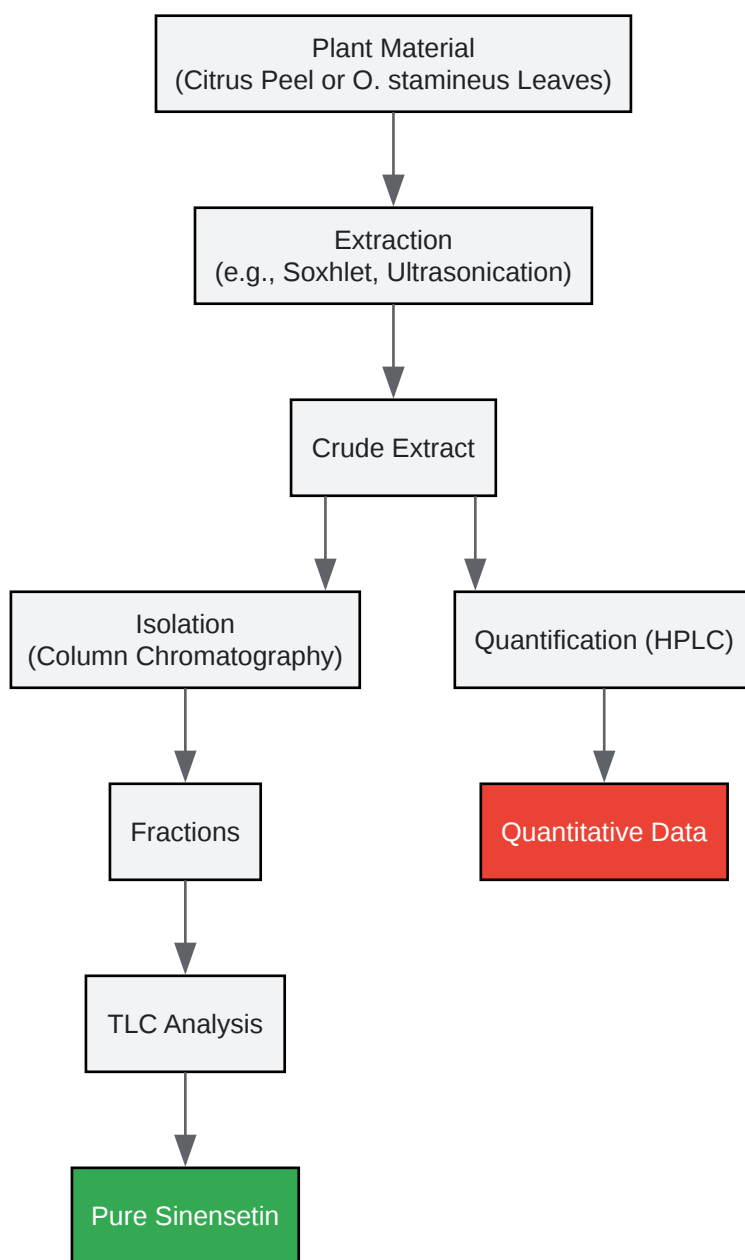 Plant Material
(Citrus Peel or O. stamineus Leaves)
Extraction
(e.g., Soxhlet, Ultrasonication)
Crude Extract
Isolation
(Column Chromatography)
Quantification (HPLC)
Fractions
Quantitative Data
TLC Analysis
Pure Sinensetin